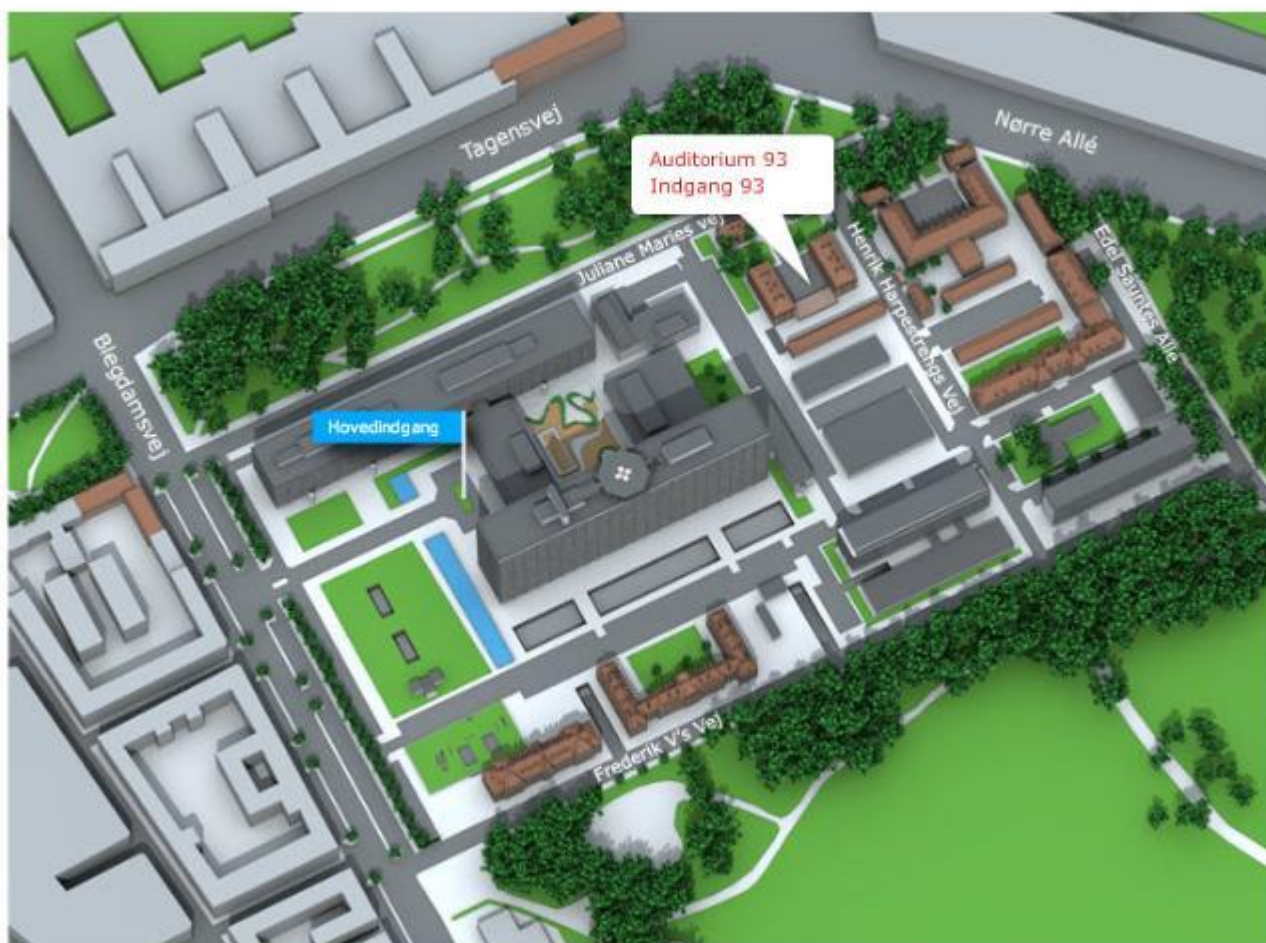 Tagensvej
Nørre Allé
Auditorium 93
Indgang 93
Juliane Maries vej
Henrik Harpestrengs Vej
Edel Sauntes Alle
Blegdamsvej
Hovedindgang
Frederik V's Vej